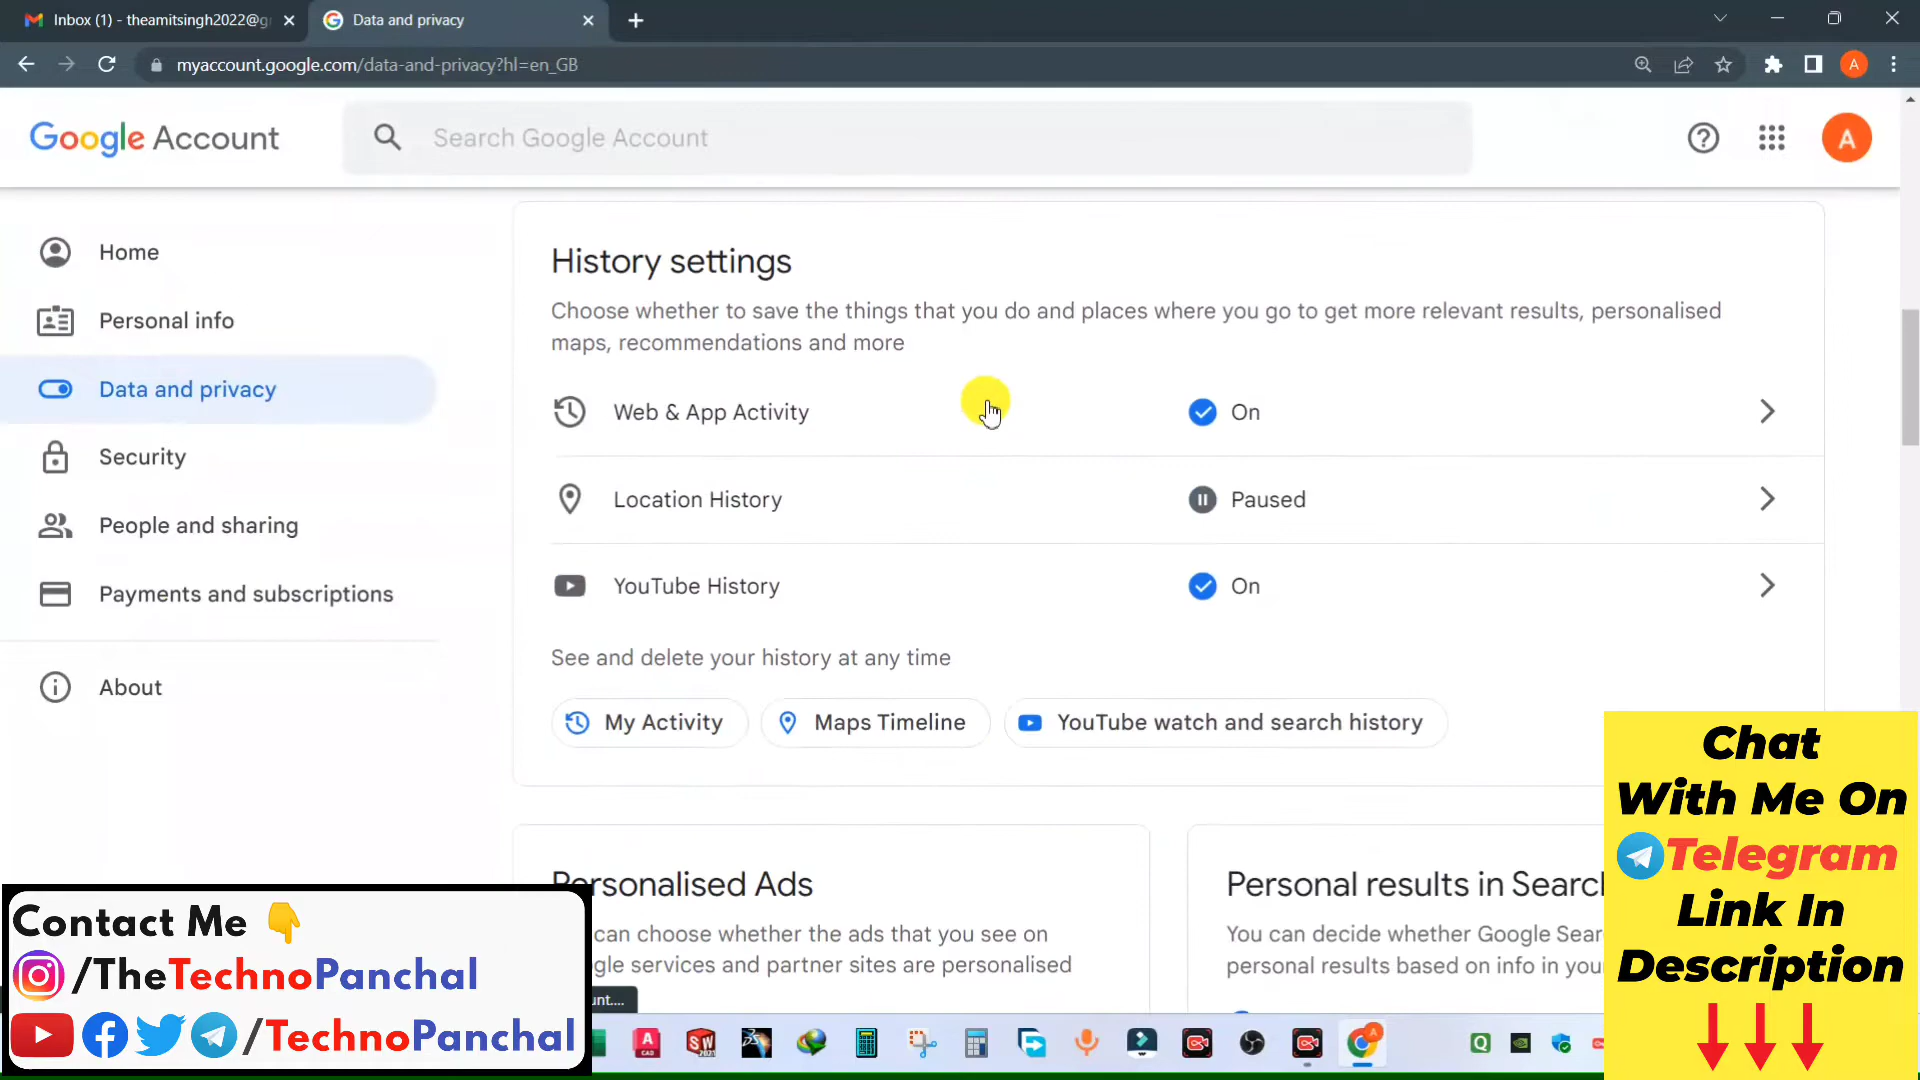 Inbox (1) - theamitsingh2022@g
Data and privacy
myaccount.google.com/data-and-privacy?hl=en_GB
A
Google Account
Search Google Account
A
Home
Personal info
Data and privacy
Security
People and sharing
Payments and subscriptions
About
History settings
Choose whether to save the things that you do and places where you go to get more relevant results, personalised
maps, recommendations and more
Web & App Activity
On
Location History
Paused
YouTube History
On
See and delete your history at any time
My Activity
Maps Timeline
YouTube watch and search history
Personalised Ads
can choose whether the ads that you see on
gle services and partner sites are personalised
unt....
Personal results in Search
You can decide whether Google Sear
personal results based on info in you
Contact Me 👇
/TheTechnoPanchal
/TechnoPanchal
Chat
With Me On
Telegram
Link In
Description